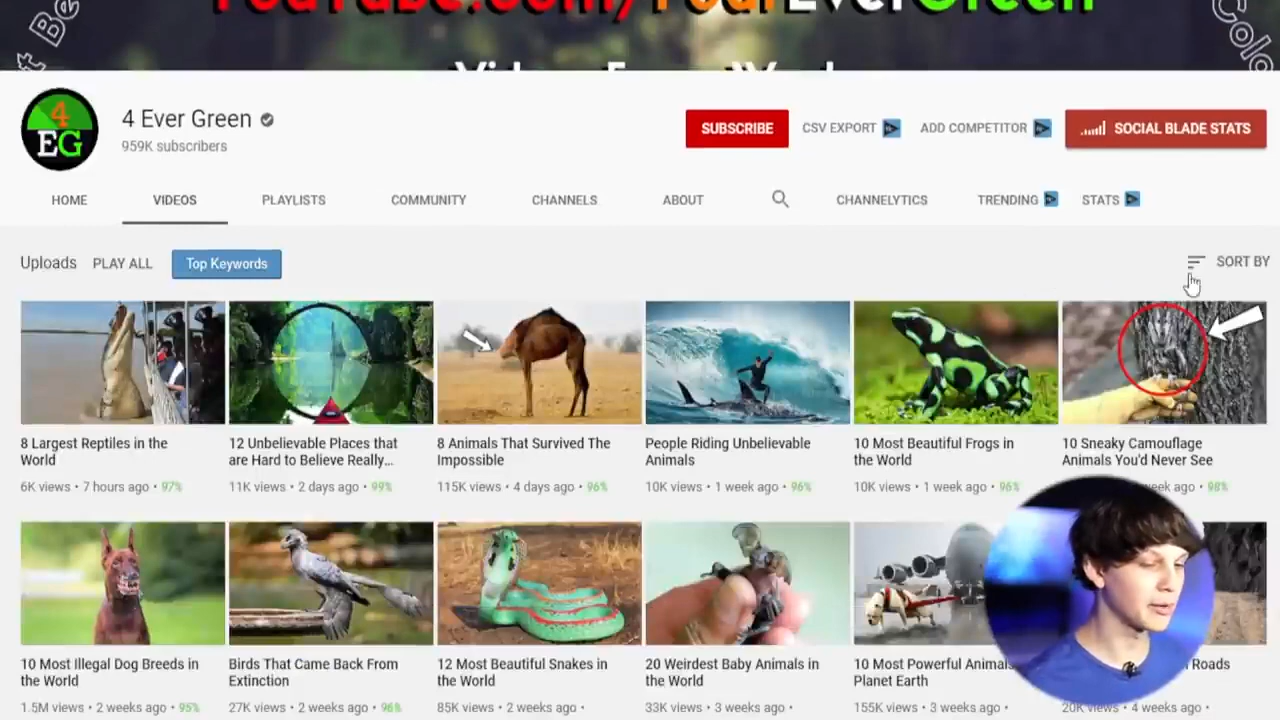 YouTube.com/FourEverGreen
4
EG
4 Ever Green
959K subscribers
SUBSCRIBE
CSV EXPORT
ADD COMPETITOR
SOCIAL BLADE STATS
HOME
VIDEOS
PLAYLISTS
COMMUNITY
CHANNELS
ABOUT
CHANNELYTICS
TRENDING
STATS
Uploads
PLAY ALL
Top Keywords
SORT BY
8 Largest Reptiles in the
World
6K views • 7 hours ago • 97%
12 Unbelievable Places that
are Hard to Believe Really...
11K views • 2 days ago • 99%
8 Animals That Survived The
Impossible
115K views • 4 days ago • 96%
People Riding Unbelievable
Animals
10K views • 1 week ago • 96%
10 Most Beautiful Frogs in
the World
10K views • 1 week ago • 96%
10 Sneaky Camouflage
Animals You'd Never See
ago • 98%
10 Most Illegal Dog Breeds in
the World
1.5M views • 2 weeks ago • 95%
Birds That Came Back From
Extinction
27K views • 2 weeks ago • 96%
12 Most Beautiful Snakes in
the World
85K views • 2 weeks ago •
20 Weirdest Baby Animals in
the World
33K views • 3 weeks ago •
10 Most Powerful Animals
Planet Earth
155K views • 3 weeks ago •
Roads
20K views • 4 weeks ago •